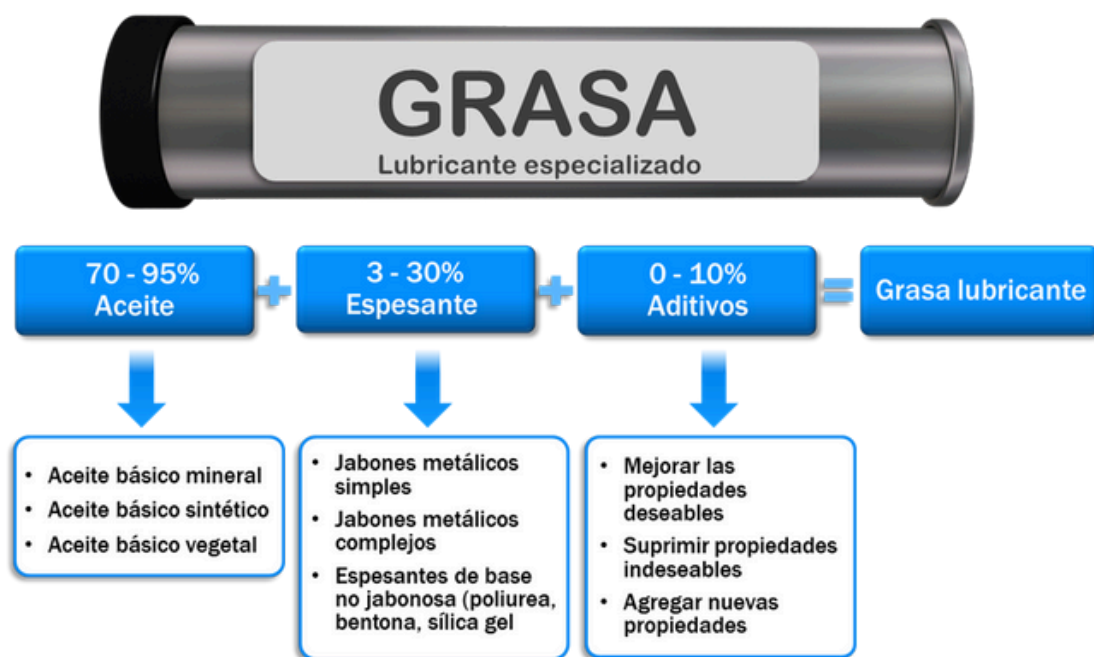 GRASA
Lubricante especializado
70 - 95%
Aceite
+
3 - 30%
Espesante
+
0 - 10%
Aditivos
=
Grasa lubricante
• Aceite básico mineral
• Aceite básico sintético
• Aceite básico vegetal
• Jabones metálicos
simples
• Jabones metálicos
complejos
• Espesantes de base
no jabonosa (poliurea,
bentona, sílica gel
• Mejorar las
propiedades
deseables
• Suprimir propiedades
indeseables
• Agregar nuevas
propiedades